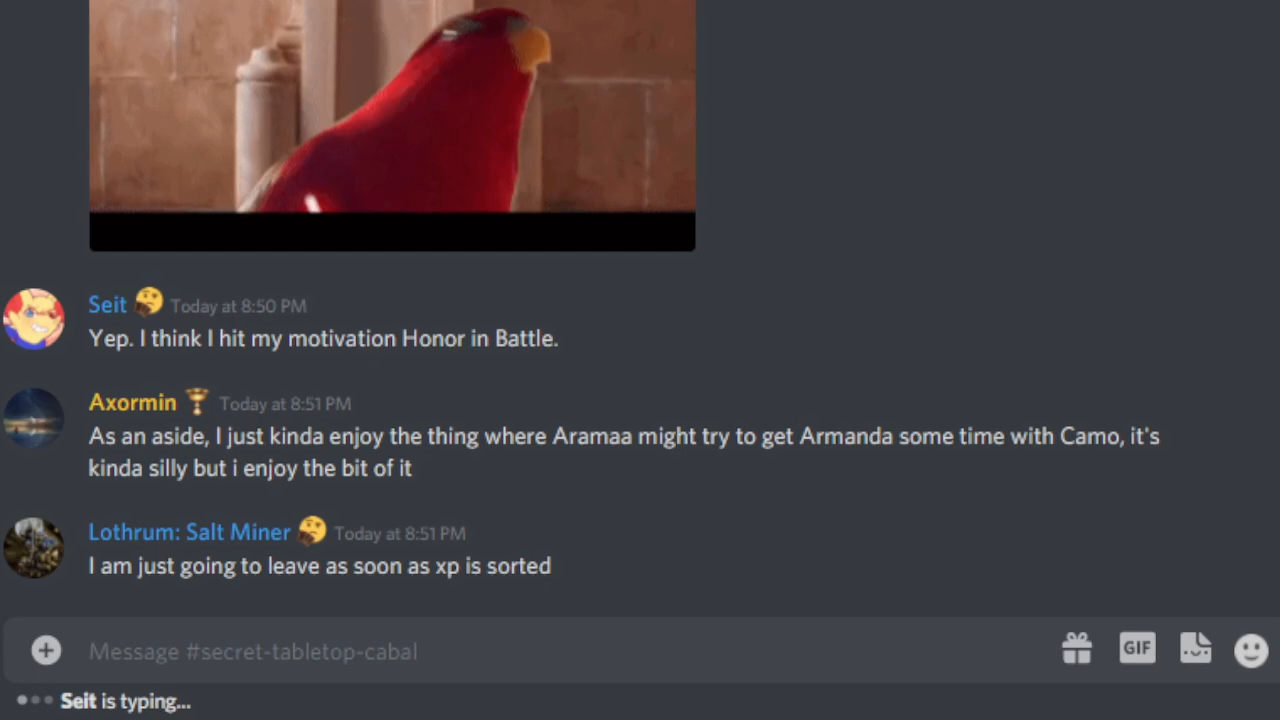 Seit 🤔 Today at 8:50 PM
Yep. I think I hit my motivation Honor in Battle.
Axormin 🏆 Today at 8:51 PM
As an aside, I just kinda enjoy the thing where Aramaa might try to get Armanda some time with Camo, it's
kinda silly but i enjoy the bit of it
Lothrum: Salt Miner 🤔 Today at 8:51 PM
I am just going to leave as soon as xp is sorted
Message #secret-tabletop-cabal
GIF
Seit is typing...